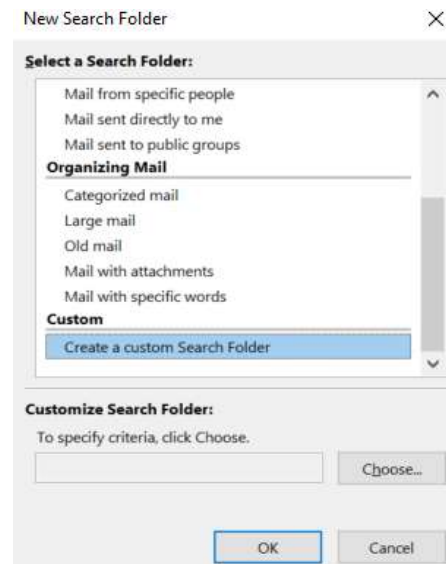 New Search Folder
Select a Search Folder:
Mail from specific people
Mail sent directly to me
Mail sent to public groups
Organizing Mail
Categorized mail
Large mail
Old mail
Mail with attachments
Mail with specific words
Custom
Create a custom Search Folder
Customize Search Folder:
To specify criteria, click Choose.
Choose...
OK Cancel